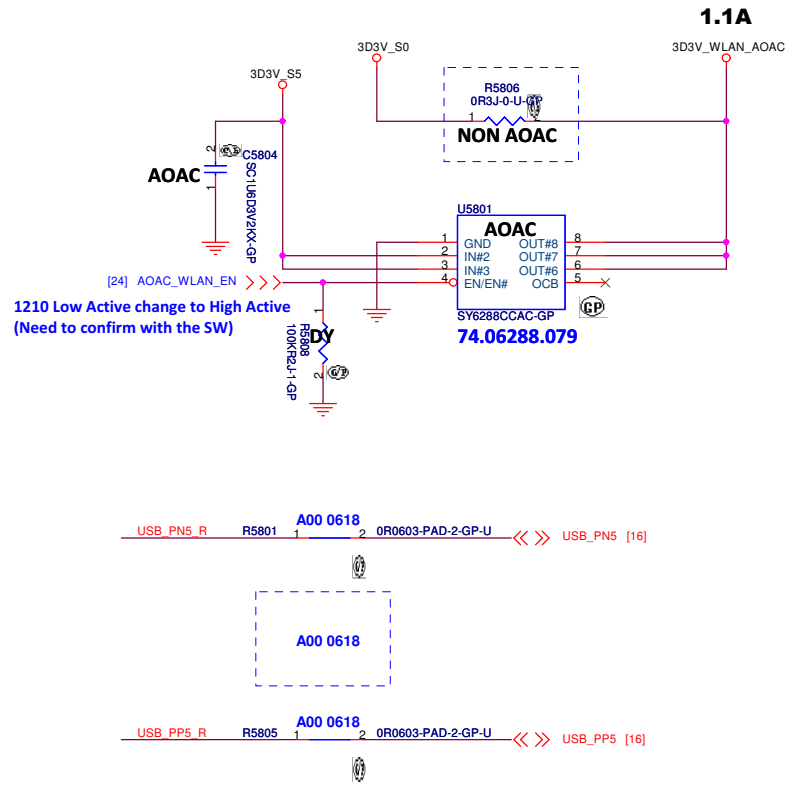 1.1A
3D3V_S0
3D3V_WLAN_AOAC
3D3V_S5
R5806
0R3J-0-U-GP
1
2
NON AOAC
2
C5804
SC1U6D3V2KX-GP
AOAC
1
U5801
AOAC
1 GND OUT#8 8
2 IN#2 OUT#7 7
3 IN#3 OUT#6 6
4 EN/EN# OCB 5
SY6288CCAC-GP
74.06288.079
GP
[24] AOAC_WLAN_EN
1210 Low Active change to High Active
(Need to confirm with the SW)
1
R5808
100KR2J-1-GP
DY
2
A00 0618
USB_PN5_R R5801 1 2 0R0603-PAD-2-GP-U USB_PN5 [16]
A00 0618
A00 0618
USB_PP5_R R5805 1 2 0R0603-PAD-2-GP-U USB_PP5 [16]